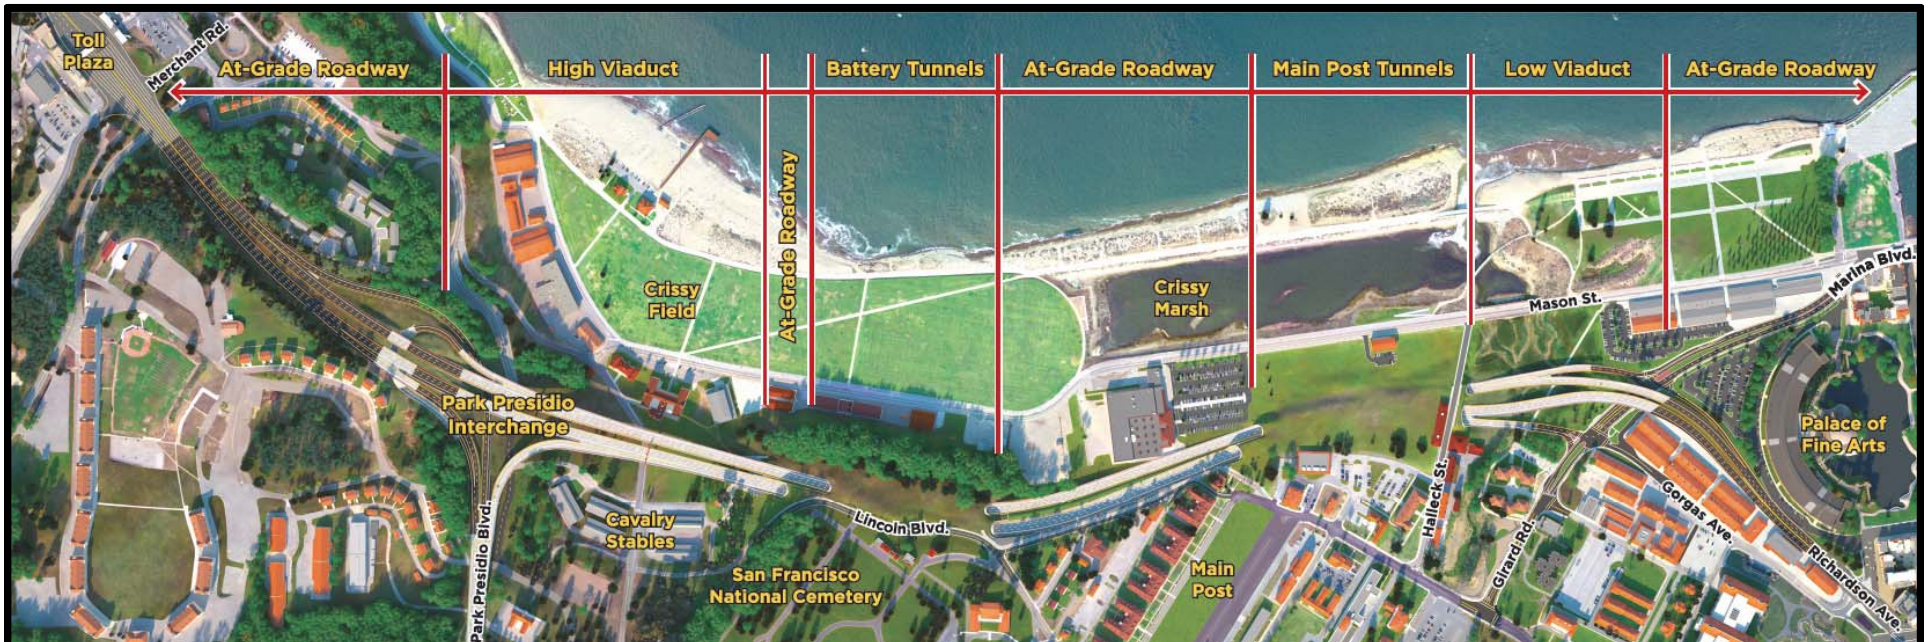 Toll
Plaza
Merchant Rd.
At-Grade Roadway
High Viaduct
At-Grade Roadway
Battery Tunnels
At-Grade Roadway
Main Post Tunnels
Low Viaduct
At-Grade Roadway
Crissy
Field
Crissy
Marsh
Mason St.
Marina Blvd.
Park Presidio
Interchange
Palace of
Fine Arts
Park Presidio Blvd.
Cavalry
Stables
Lincoln Blvd.
San Francisco
National Cemetery
Main
Post
Halleck St.
Girard Rd.
Gorgas Ave.
Richardson Ave.